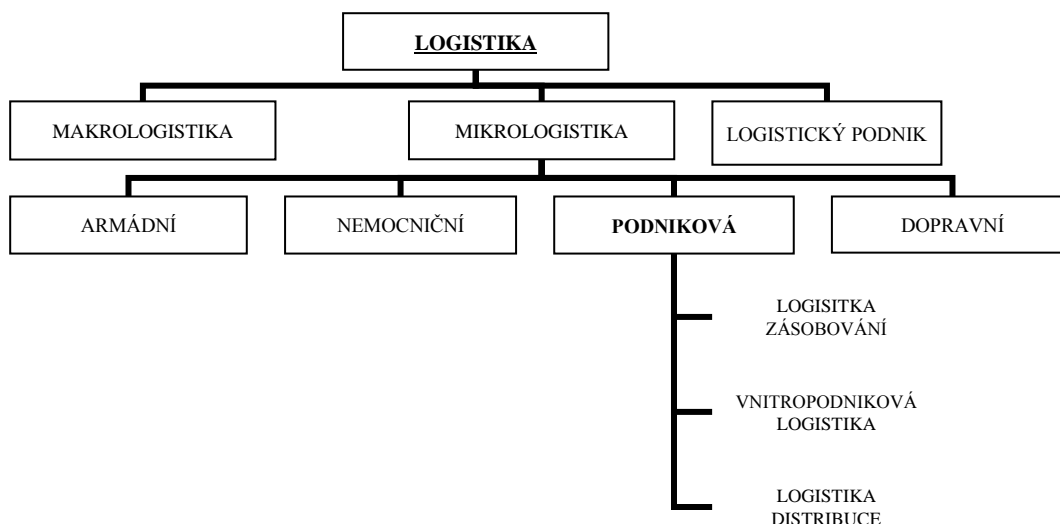 LOGISTIKA
MAKROLOGISTIKA
MIKROLOGISTIKA
LOGISTICKÝ PODNIK
ARMÁDNÍ
NEMOCNIČNÍ
PODNIKOVÁ
DOPRAVNÍ
LOGISITKA
ZÁSOBOVÁNÍ
VNITROPODNIKOVÁ
LOGISTIKA
LOGISTIKA
DISTRIBUCE